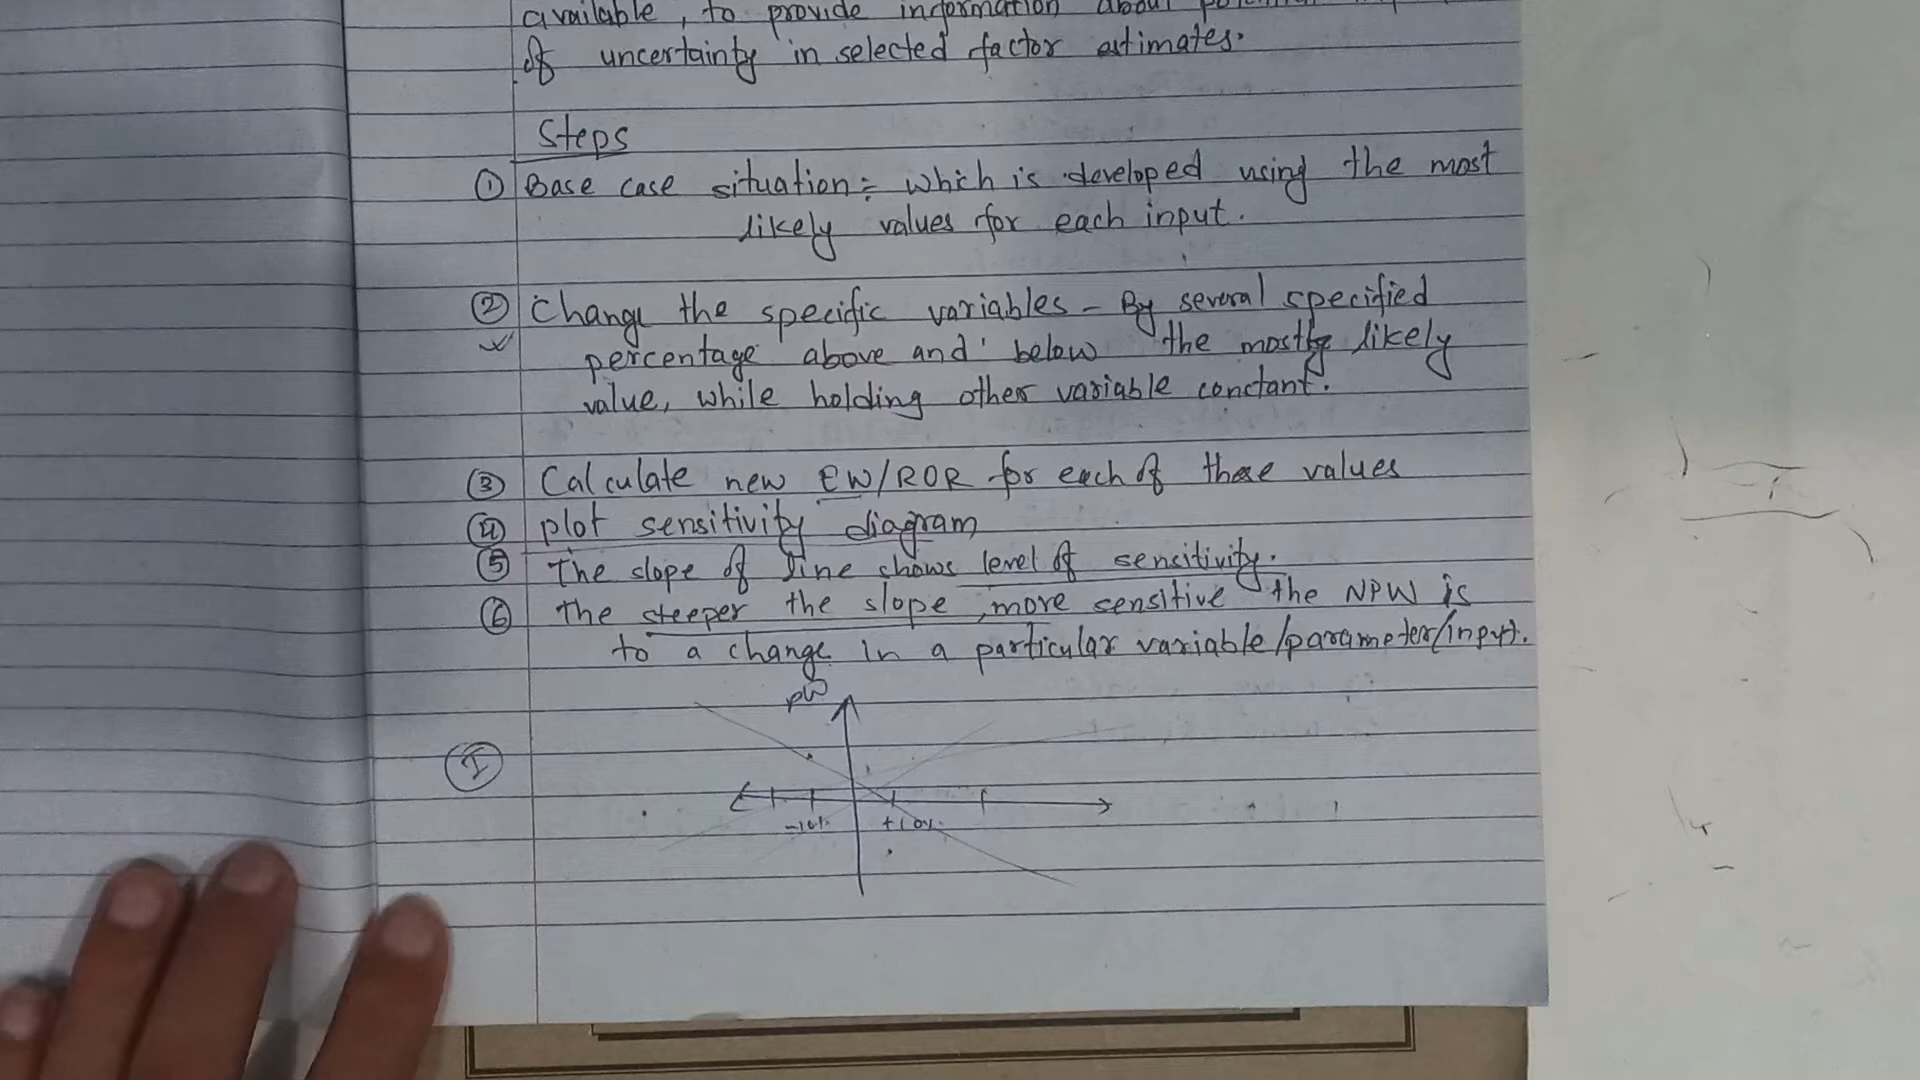 available, to provide information about
of uncertainty in selected factor estimates.
Steps
① Base case situation: which is developed using the most
likely values for each input.
② Change the specific variables - By several specified
percentage above and below the mostly likely
value, while holding other variable constant.
③ Calculate new EW/ROR for each of these values
④ plot sensitivity diagram
⑤ The slope of line shows level of sensitivity.
⑥ The steeper the slope, more sensitive the NPW is
to a change in a particular variable/parameter/input).
PW
I
-10% +10%